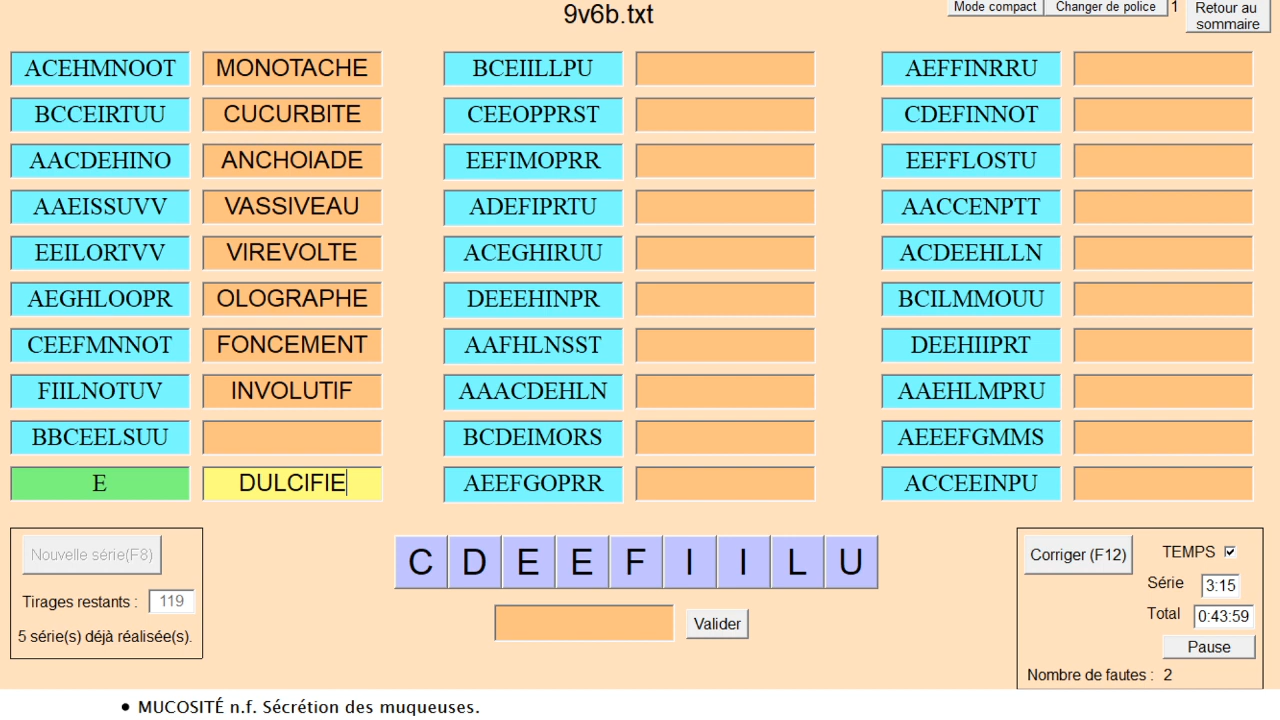 9v6b.txt
Mode compact Changer de police 1 Retour au sommaire
ACEHMNOOT MONOTACHE BCEIILLPU AEFFINRRU
BCCEIRTUU CUCURBITE CEEOPPRST CDEFINNOT
AACDEHINO ANCHOIADE EEFIMOPRR EEFFLOSTU
AAEISSUVV VASSIVEAU ADEFIPRTU AACCENPTT
EEILORTVV VIREVOLTE ACEGHIRUU ACDEEHLLN
AEGHLOOPR OLOGRAPHE DEEEHINPR BCILMMOUU
CEEFMNNOT FONCEMENT AAFHLNSST DEEHIIPRT
FIILNOTUV INVOLUTIF AAACDEHLN AAEHLMPRU
BBCEELSUU BCDEIMORS AEEEFGMMS
E DULCIFIE AEEFGOPRR ACCEEINPU
Nouvelle série(F8)
Tirages restants : 119
5 série(s) déjà réalisée(s).
C D E E F I I L U
Valider
Corriger (F12) TEMPS
Série 3:15
Total 0:43:59
Pause
Nombre de fautes : 2
• MUCOSITÉ n.f. Sécrétion des muqueuses.